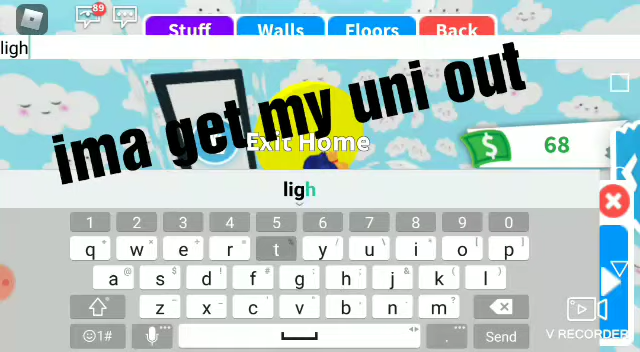 89
Stuff Walls Floors Back
ligh
ima get my uni out
Exit Home
68
ligh
1 2 3 4 5 6 7 8 9 0
q w e r t y u i o p
a s d f g h j k l
z x c v b n m
☺1# . Send
V RECORDER